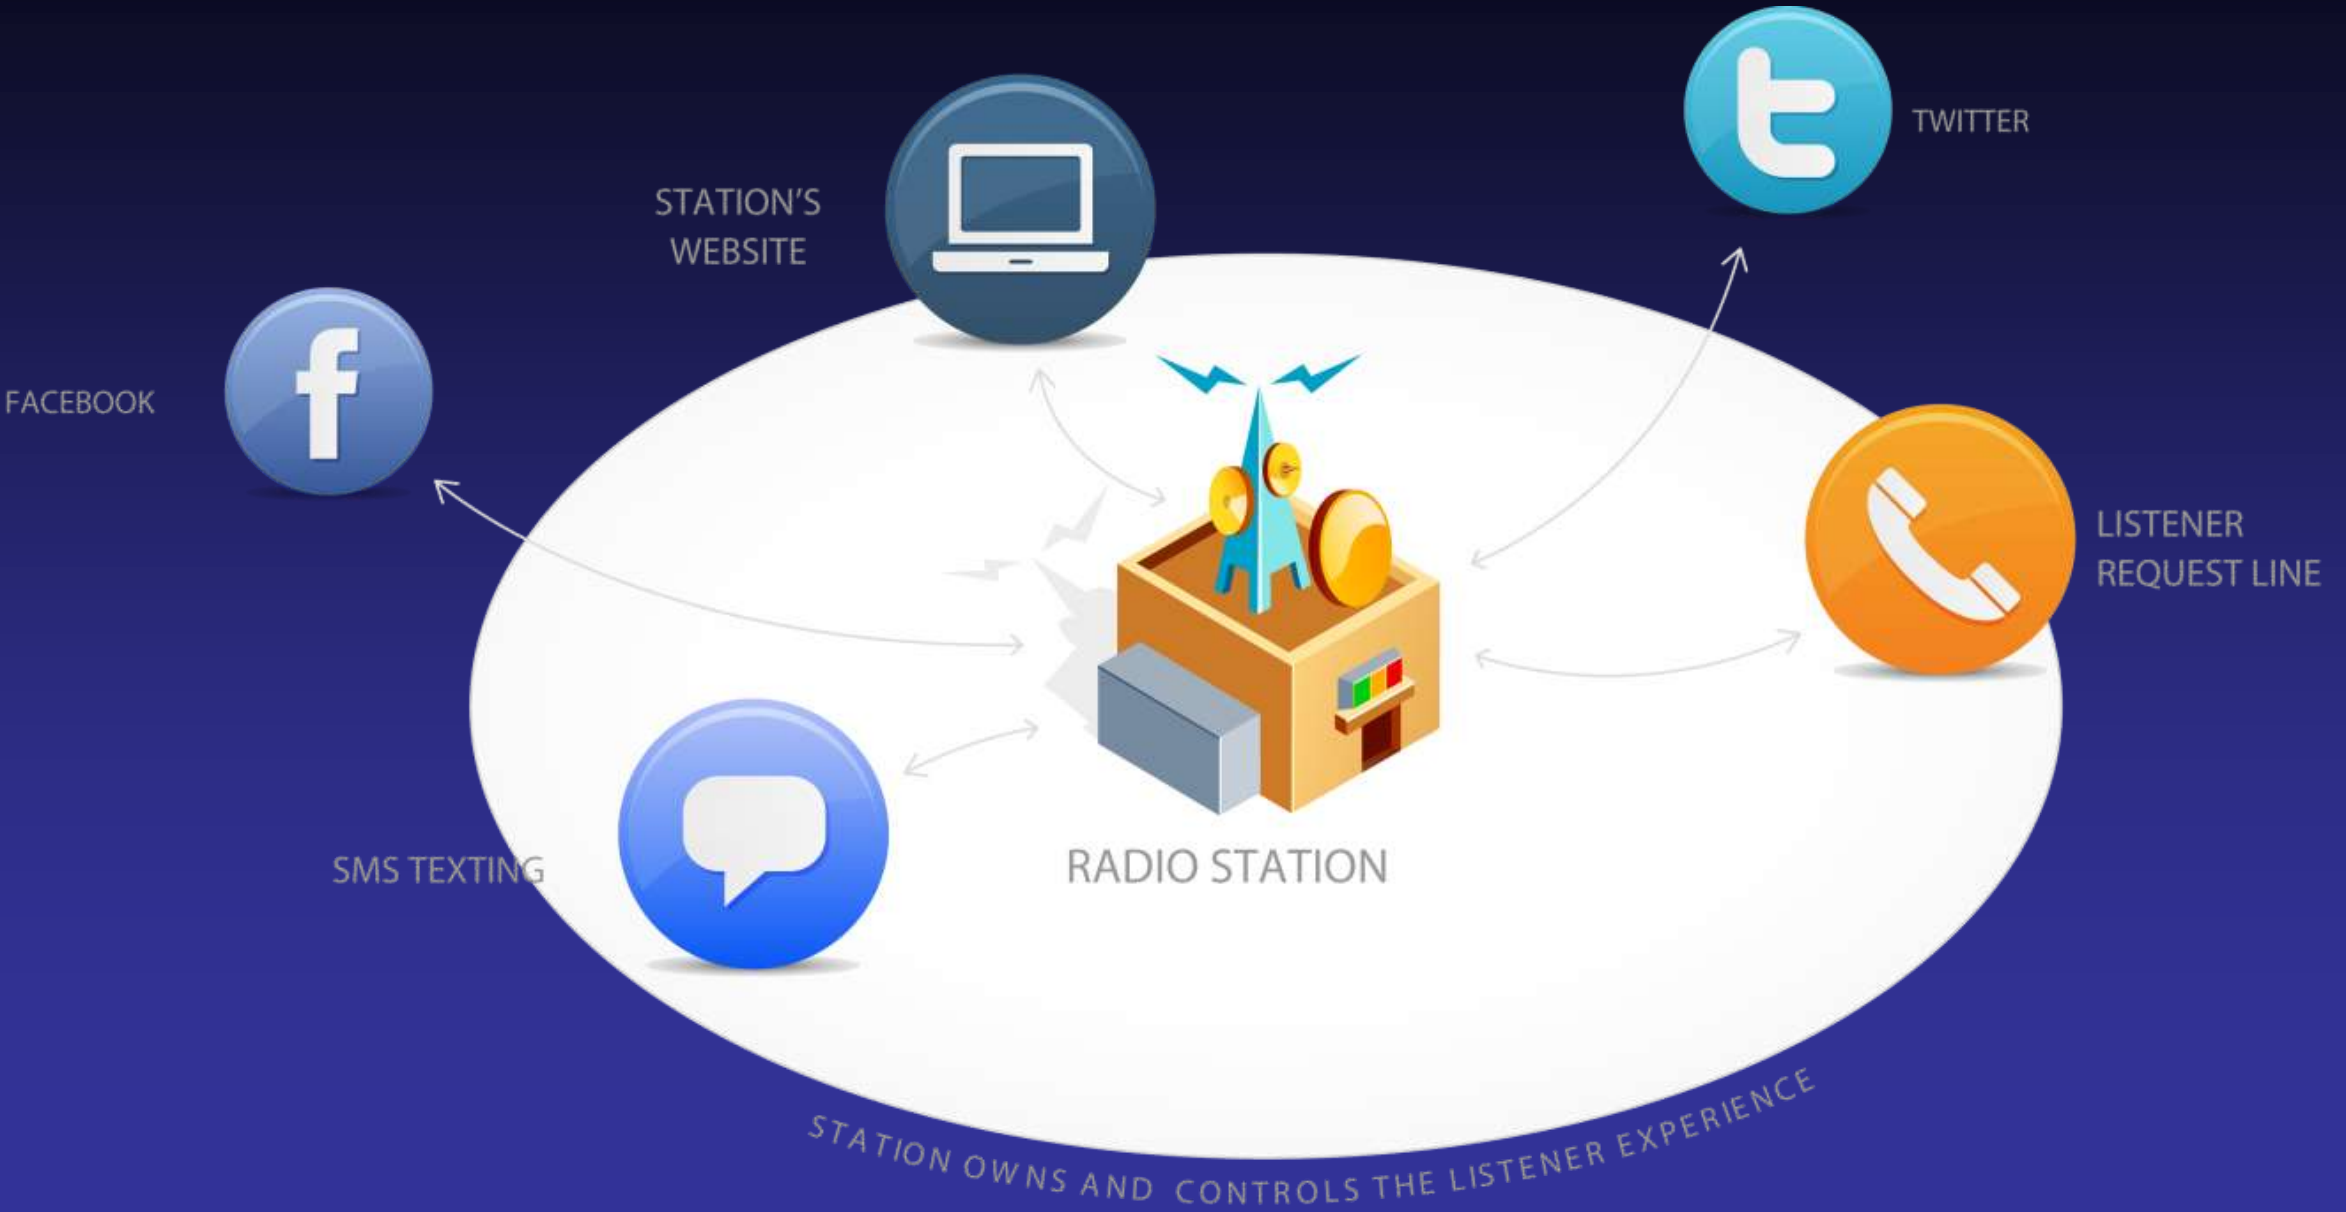 TWITTER
STATION'S
WEBSITE
FACEBOOK
LISTENER
REQUEST LINE
SMS TEXTING
RADIO STATION
STATION OWNS AND CONTROLS THE LISTENER EXPERIENCE